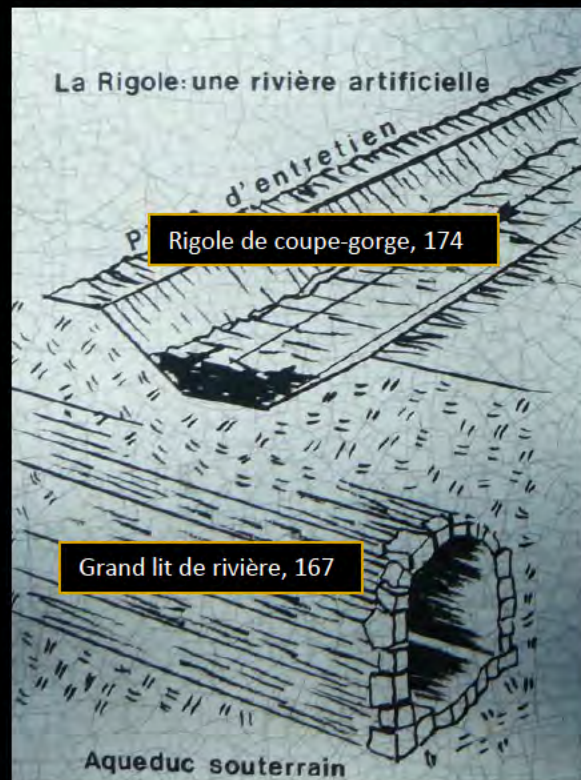 La Rigole: une rivière artificielle
d'entretien
Rigole de coupe-gorge, 174
Grand lit de rivière, 167
Aqueduc souterrain